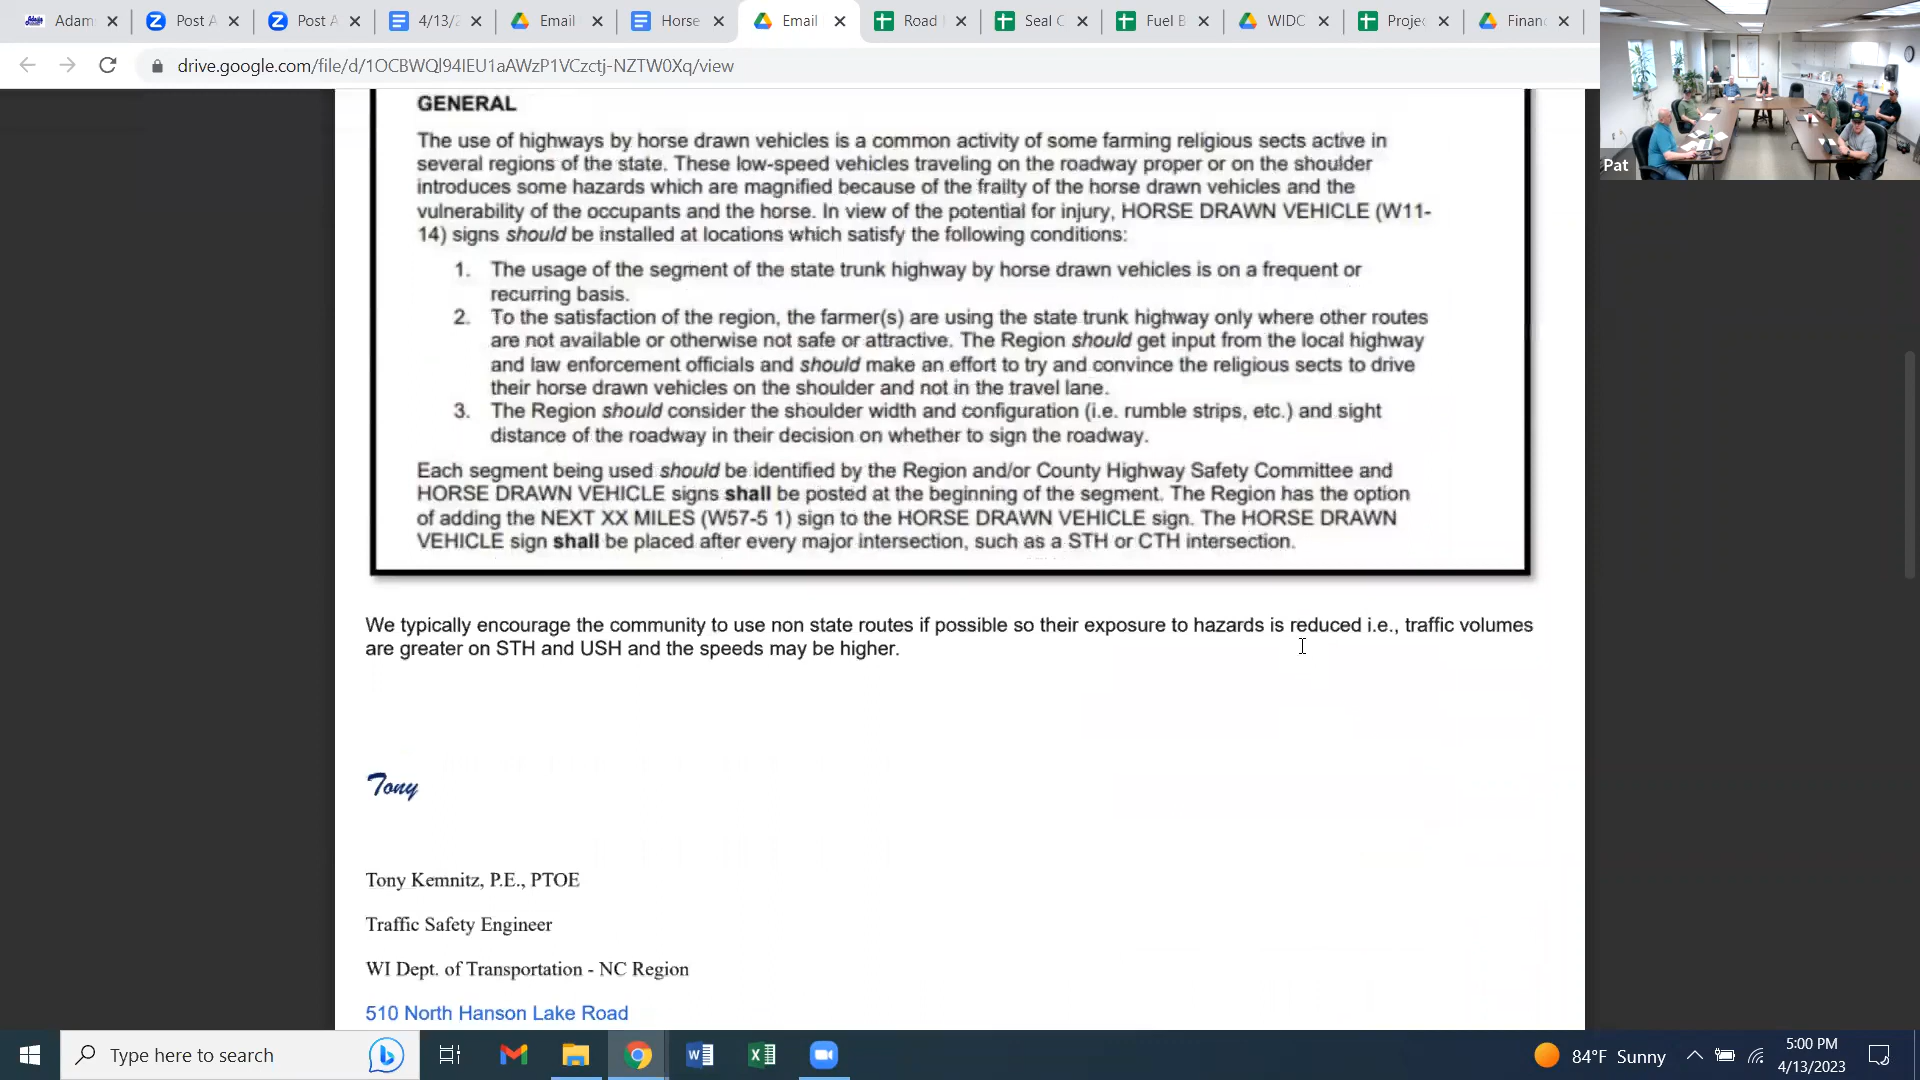 Adam
Post A
Post A
4/13/2
Email
Horse
Email
Road
Seal C
Fuel B
WIDC
Projec
Financ
drive.google.com/file/d/1OCBWQl94IEU1aAWzP1VCzctj-NZTW0Xq/view
Pat
GENERAL
The use of highways by horse drawn vehicles is a common activity of some farming religious sects active in
several regions of the state. These low-speed vehicles traveling on the roadway proper or on the shoulder
introduces some hazards which are magnified because of the frailty of the horse drawn vehicles and the
vulnerability of the occupants and the horse. In view of the potential for injury, HORSE DRAWN VEHICLE (W11-
14) signs should be installed at locations which satisfy the following conditions:
1. The usage of the segment of the state trunk highway by horse drawn vehicles is on a frequent or
recurring basis.
2. To the satisfaction of the region, the farmer(s) are using the state trunk highway only where other routes
are not available or otherwise not safe or attractive. The Region should get input from the local highway
and law enforcement officials and should make an effort to try and convince the religious sects to drive
their horse drawn vehicles on the shoulder and not in the travel lane.
3. The Region should consider the shoulder width and configuration (i.e. rumble strips, etc.) and sight
distance of the roadway in their decision on whether to sign the roadway.
Each segment being used should be identified by the Region and/or County Highway Safety Committee and
HORSE DRAWN VEHICLE signs shall be posted at the beginning of the segment. The Region has the option
of adding the NEXT XX MILES (W57-5 1) sign to the HORSE DRAWN VEHICLE sign. The HORSE DRAWN
VEHICLE sign shall be placed after every major intersection, such as a STH or CTH intersection.
We typically encourage the community to use non state routes if possible so their exposure to hazards is reduced i.e., traffic volumes
are greater on STH and USH and the speeds may be higher.
Tony
Tony Kemnitz, P.E., PTOE
Traffic Safety Engineer
WI Dept. of Transportation - NC Region
510 North Hanson Lake Road
Type here to search
84°F Sunny
5:00 PM
4/13/2023